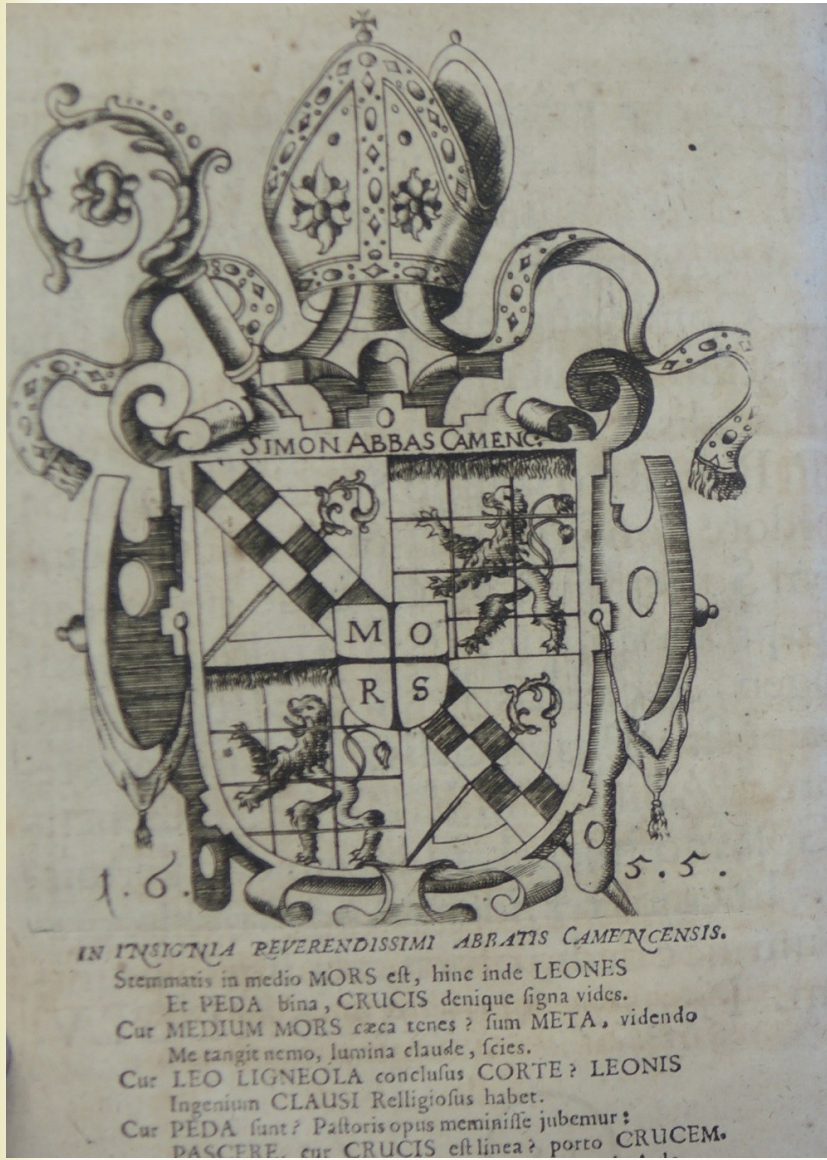 SIMON ABBAS CAMENC:
M O
R S
1. 6. 5. 5.
IN INSIGNIA REVERENDISSIMI ABBATIS CAMENCENSIS.
Stemmatis in medio MORS eſt, hinc inde LEONES
Et PEDA bina, CRUCIS denique ſigna vides.
Cur MEDIUM MORS cæca tenes? ſum META, videndo
Me tangit nemo, lumina claude, ſcies.
Cur LEO LIGNEOLA concluſus CORTE? LEONIS
Ingenium CLAUSI Relligioſus habet.
Cur PEDA ſunt? Paſtoris opus meminiſſe jubemur:
PASCERE, cur CRUCIS eſt linea? porto CRUCEM.